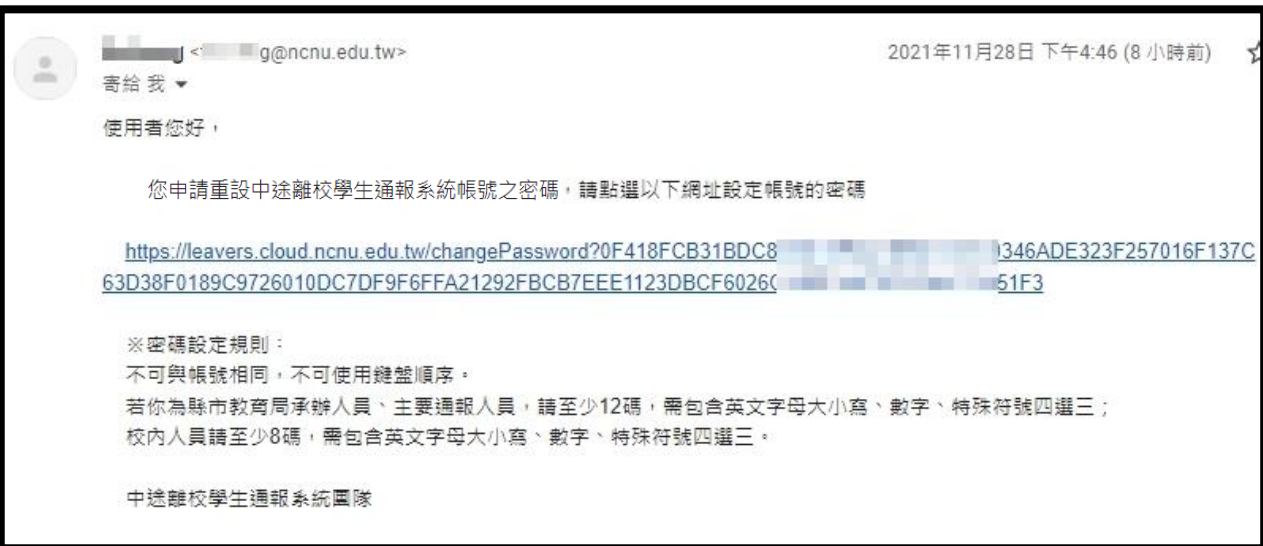 g@ncnu.edu.tw>
2021年11月28日 下午4:46 (8 小時前)
寄給 我
使用者您好，
您申請重設中途離校學生通報系統帳號之密碼，請點選以下網址設定帳號的密碼
https://leavers.cloud.ncnu.edu.tw/changePassword?0F418FCB31BDC8 346ADE323F257016F137C
63D38F0189C9726010DC7DF9F6FFA21292FBCB7EEE1123DBCF6026 51F3
※密碼設定規則：
不可與帳號相同，不可使用鍵盤順序。
若你為縣市教育局承辦人員、主要通報人員，請至少12碼，需包含英文字母大小寫、數字、特殊符號四選三；
校內人員請至少8碼，需包含英文字母大小寫、數字、特殊符號四選三。
中途離校學生通報系統團隊